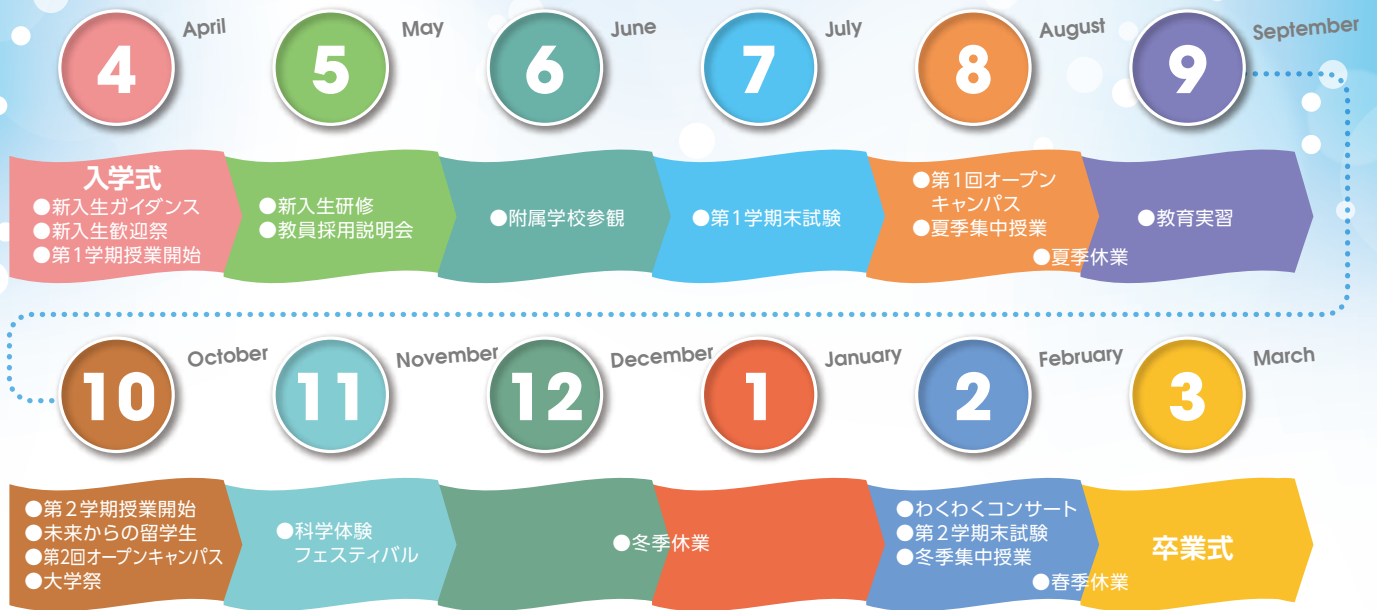 4
April
5
May
6
June
7
July
8
August
9
September
入学式
●新入生ガイダンス
●新入生歓迎祭
●第1学期授業開始
●新入生研修
●教員採用説明会
●附属学校参観
●第1学期末試験
●第1回オープン
キャンパス
●夏季集中授業
●夏季休業
●教育実習
10
October
11
November
12
December
1
January
2
February
3
March
●第2学期授業開始
●未来からの留学生
●第2回オープンキャンパス
●大学祭
●科学体験
フェスティバル
●冬季休業
●わくわくコンサート
●第2学期末試験
●冬季集中授業
●春季休業
卒業式